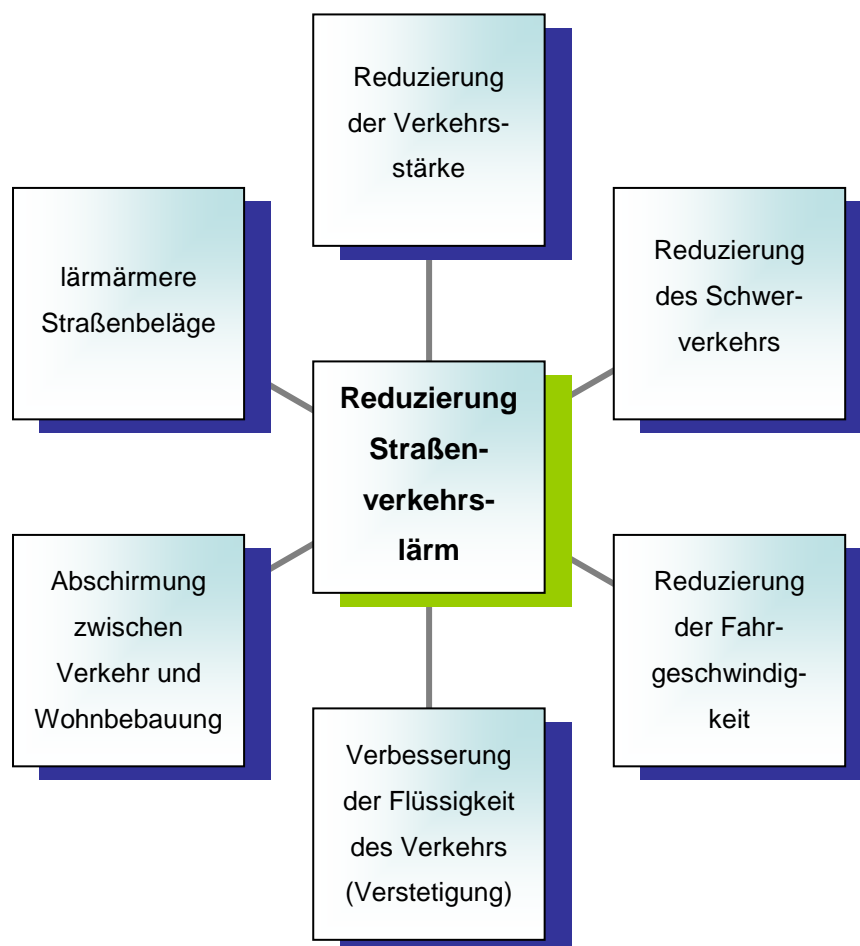 Reduzierung
der Verkehrs-
stärke
lärmärmere
Straßenbeläge
Reduzierung
des Schwer-
verkehrs
Reduzierung
Straßen-
verkehrs-
lärm
Abschirmung
zwischen
Verkehr und
Wohnbebauung
Reduzierung
der Fahr-
geschwindig-
keit
Verbesserung
der Flüssigkeit
des Verkehrs
(Verstetigung)